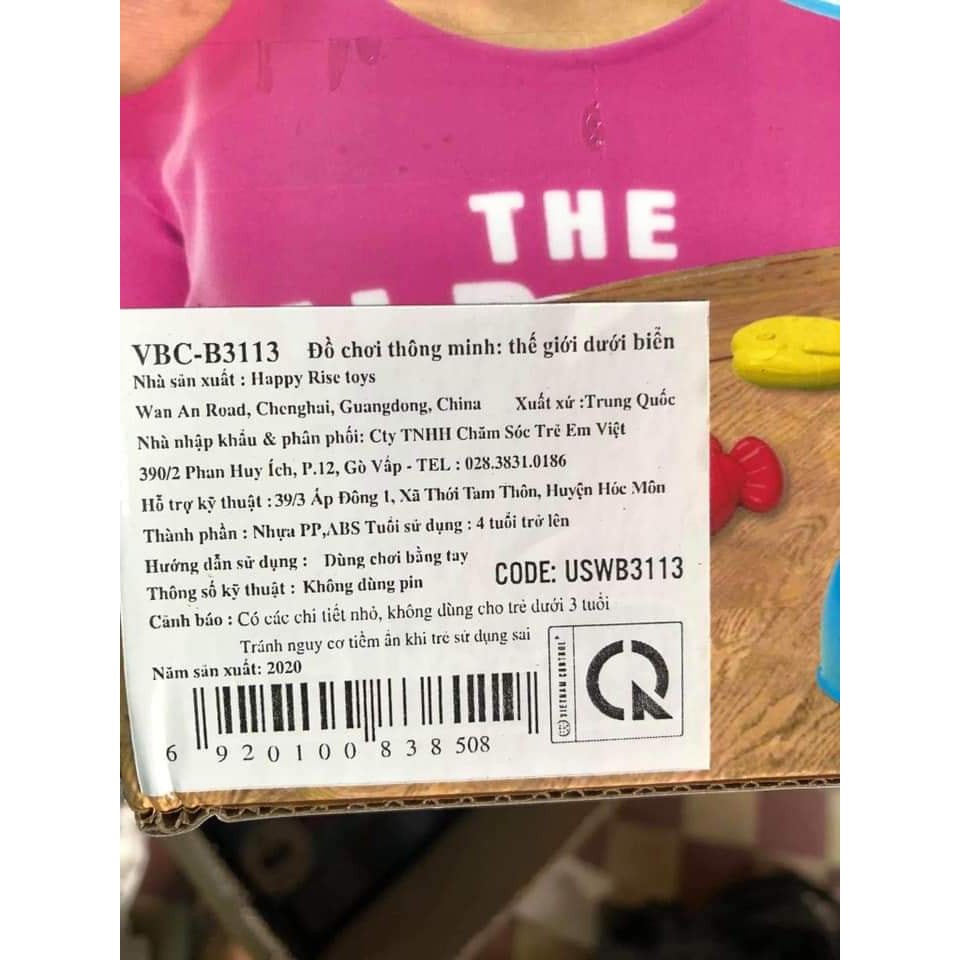 THE
VBC-B3113 Đồ chơi thông minh: thế giới dưới biển
Nhà sản xuất : Happy Rise toys
Wan An Road, Chenghai, Guangdong, China Xuất xứ :Trung Quốc
Nhà nhập khẩu & phân phối: Cty TNHH Chăm Sóc Trẻ Em Việt
390/2 Phan Huy Ích, P.12, Gò Vấp - TEL : 028.3831.0186
Hỗ trợ kỹ thuật : 39/3 Ấp Đông 1, Xã Thới Tam Thôn, Huyện Hóc Môn
Thành phần : Nhựa PP,ABS Tuổi sử dụng : 4 tuổi trở lên
Hướng dẫn sử dụng : Dùng chơi bằng tay
Thông số kỹ thuật : Không dùng pin
CODE: USWB3113
Cảnh báo : Có các chi tiết nhỏ, không dùng cho trẻ dưới 3 tuổi
Tránh nguy cơ tiềm ẩn khi trẻ sử dụng sai
Năm sản xuất: 2020
VIETNAM CONTROL
CR
6 920100 838508